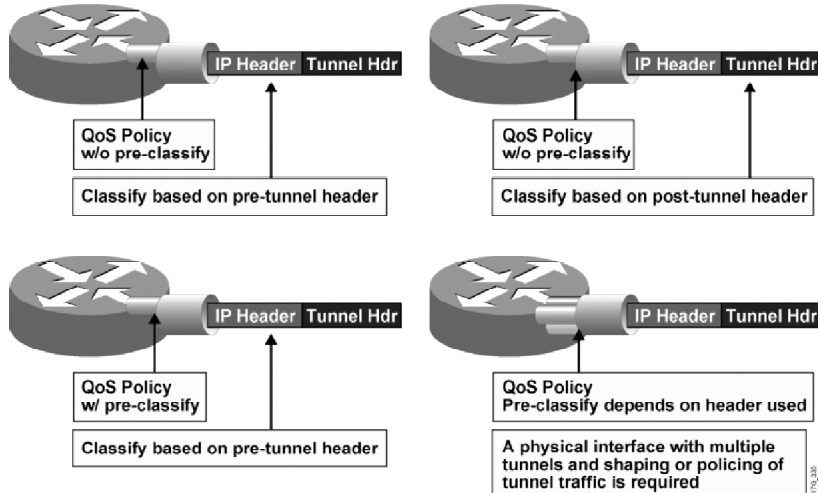 IP Header Tunnel Hdr
QoS Policy
w/o pre-classify
Classify based on pre-tunnel header
IP Header Tunnel Hdr
QoS Policy
w/o pre-classify
Classify based on post-tunnel header
IP Header Tunnel Hdr
QoS Policy
w/ pre-classify
Classify based on pre-tunnel header
IP Header Tunnel Hdr
QoS Policy
Pre-classify depends on header used
A physical interface with multiple
tunnels and shaping or policing of
tunnel traffic is required